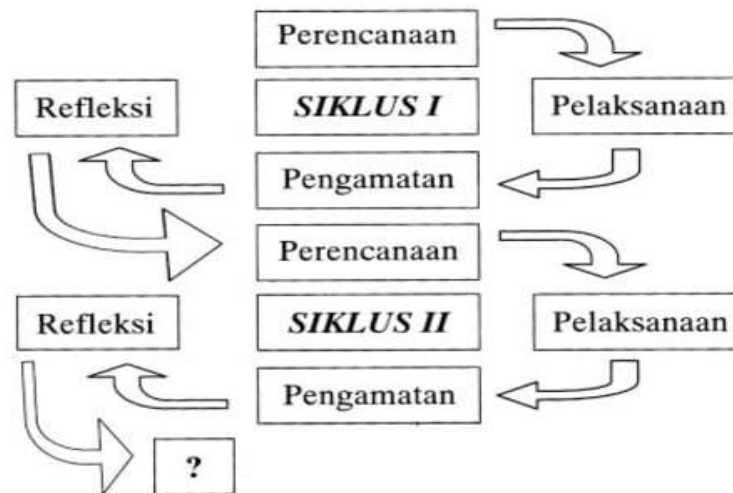 Perencanaan
Refleksi
SIKLUS I
Pelaksanaan
Pengamatan
Perencanaan
Refleksi
SIKLUS II
Pelaksanaan
Pengamatan
?